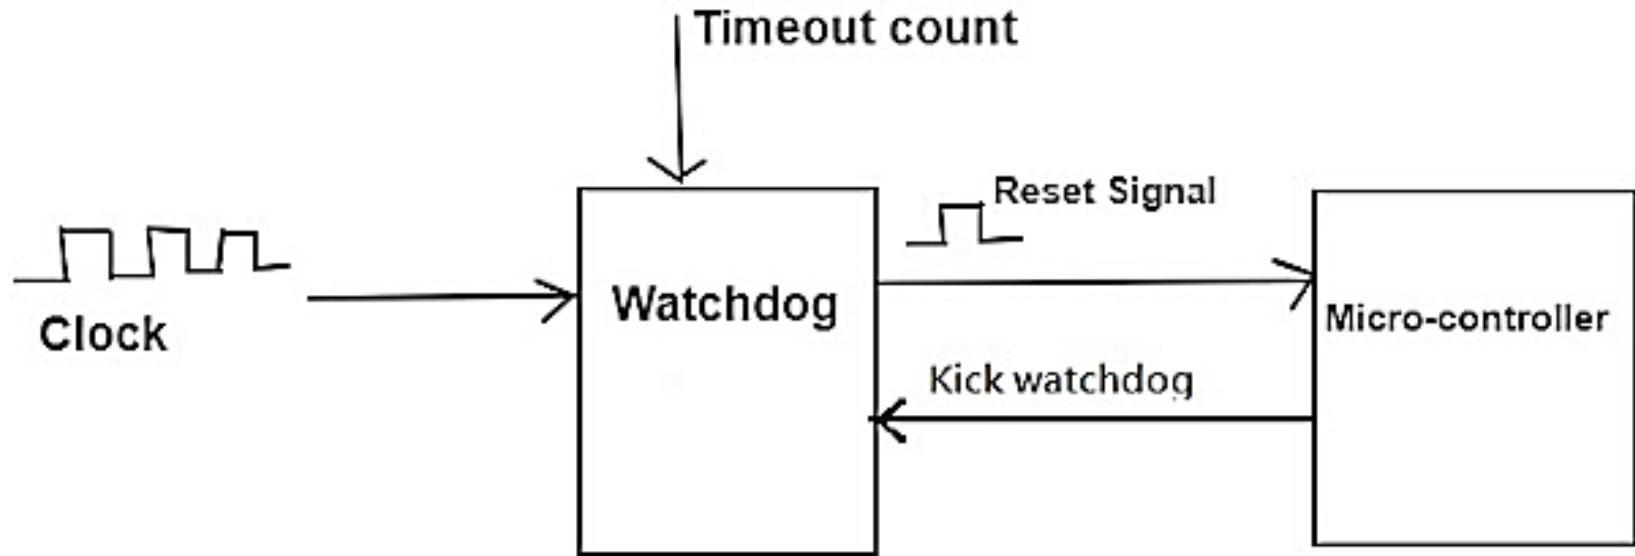 Timeout count
Reset Signal
Clock
Watchdog
Micro-controller
Kick watchdog